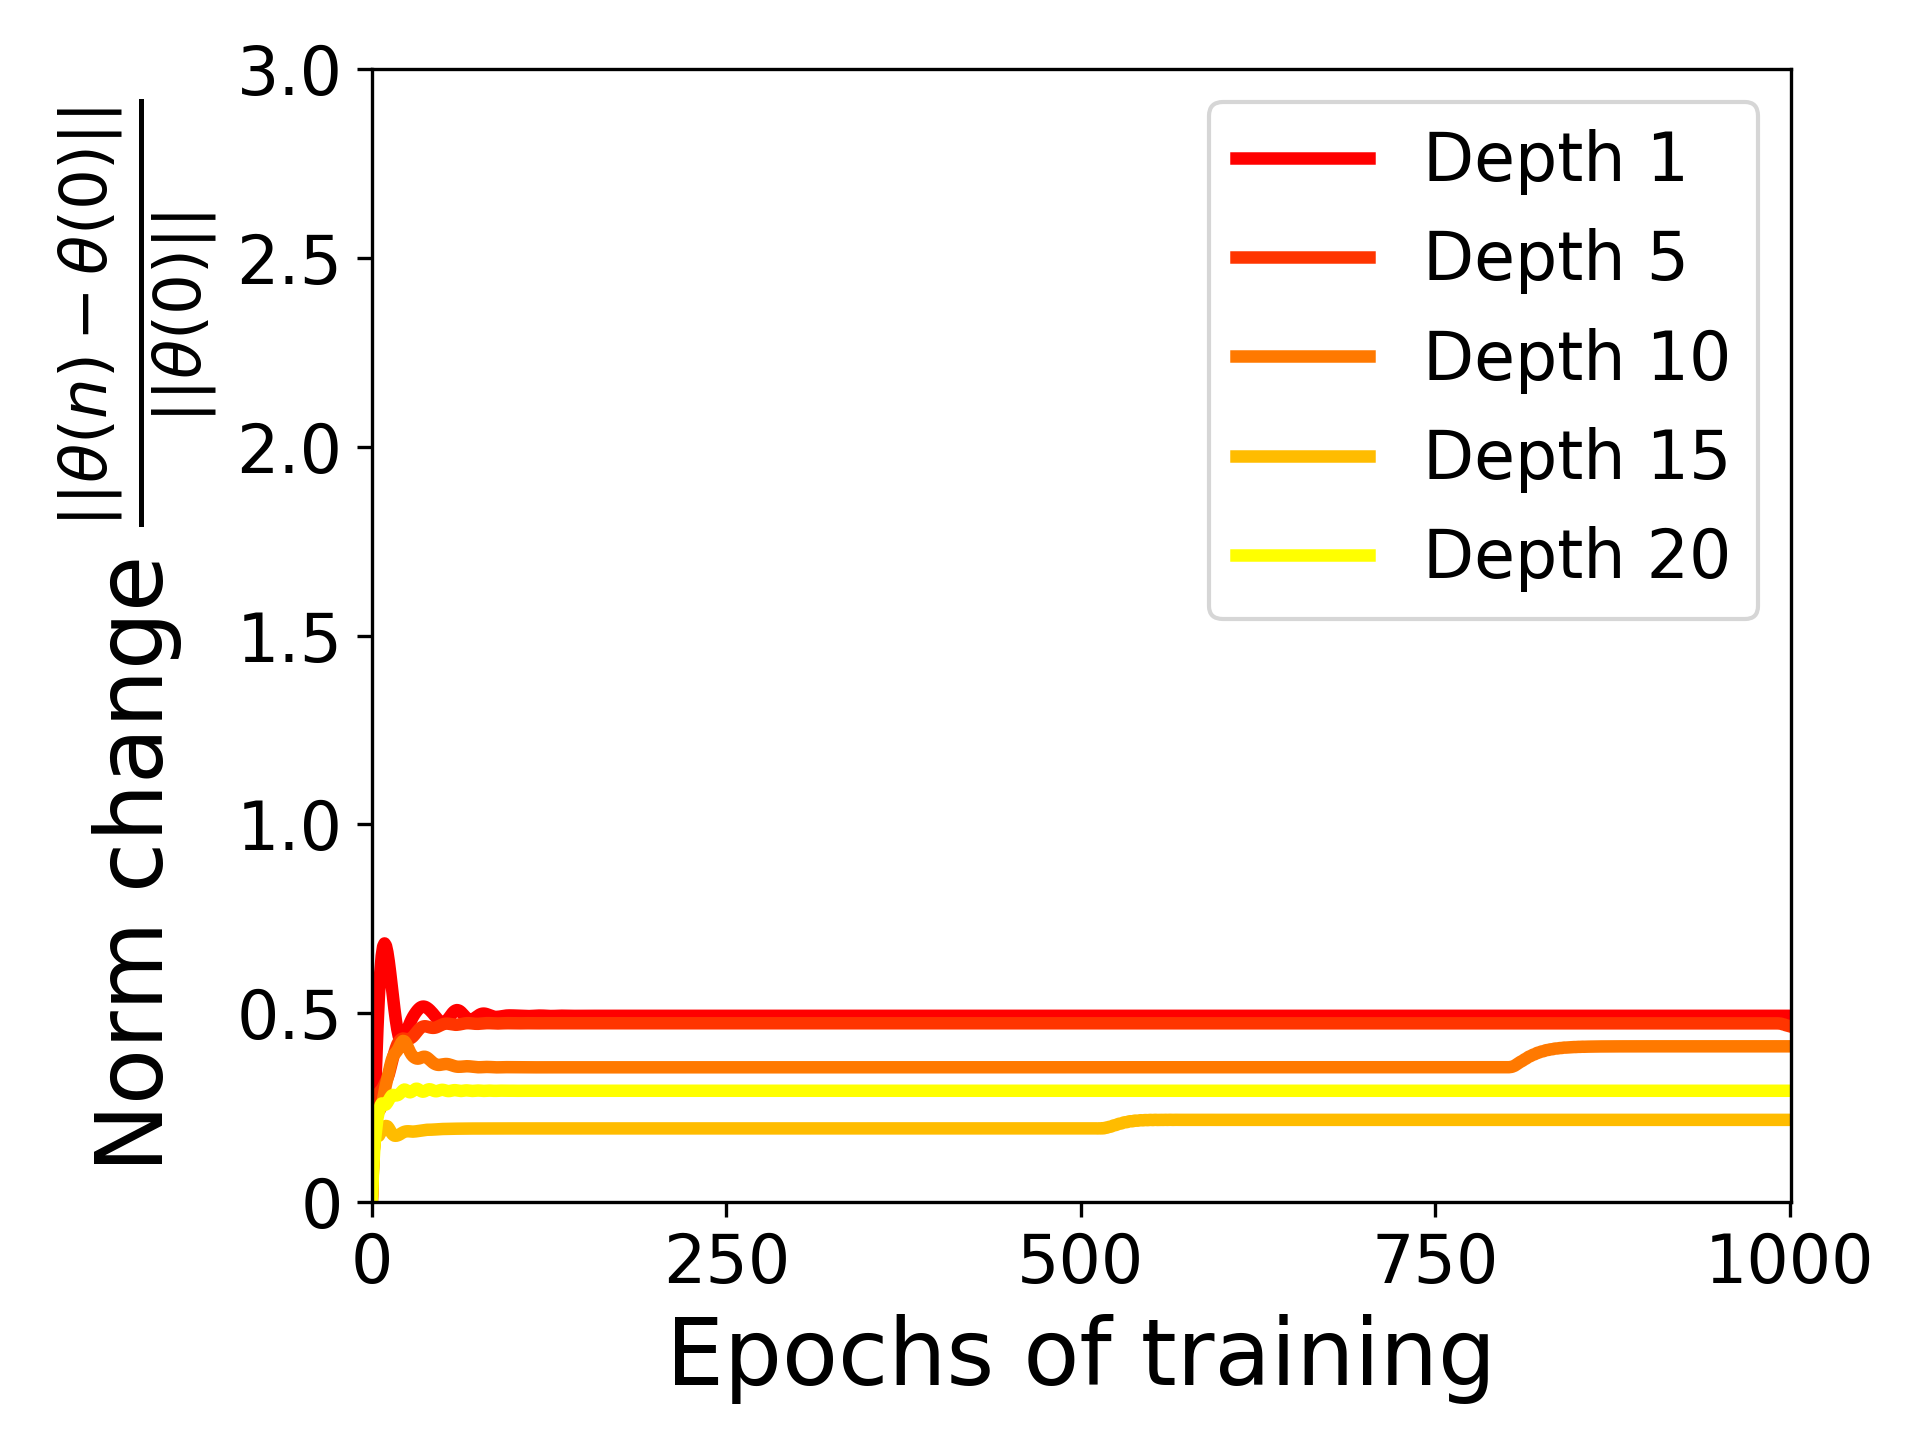 Norm change ||θ(n) − θ(0)|| / ||θ(0)||
3.0
2.5
2.0
1.5
1.0
0.5
0
0 250 500 750 1000
Epochs of training
Depth 1
Depth 5
Depth 10
Depth 15
Depth 20